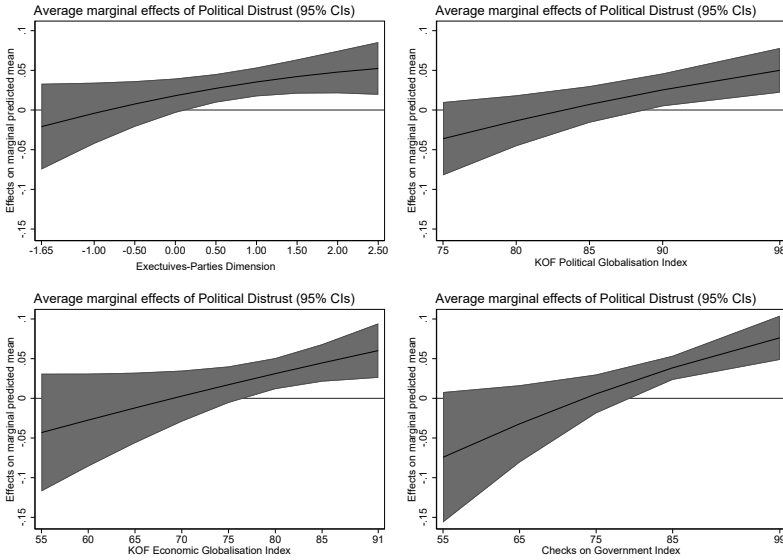 Average marginal effects of Political Distrust (95% CIs)
Effects on marginal predicted mean
.1
.05
0
-.05
-.1
-.15
-1.65 -1.00 -0.50 0.00 0.50 1.00 1.50 2.00 2.50
Exectuives-Parties Dimension
Average marginal effects of Political Distrust (95% CIs)
Effects on marginal predicted mean
.1
.05
0
-.05
-.1
-.15
75 80 85 90 98
KOF Political Globalisation Index
Average marginal effects of Political Distrust (95% CIs)
Effects on marginal predicted mean
.1
.05
0
-.05
-.1
-.15
55 60 65 70 75 80 85 91
KOF Economic Globalisation Index
Average marginal effects of Political Distrust (95% CIs)
Effects on marginal predicted mean
.1
.05
0
-.05
-.1
-.15
55 65 75 85
Checks on Government Index